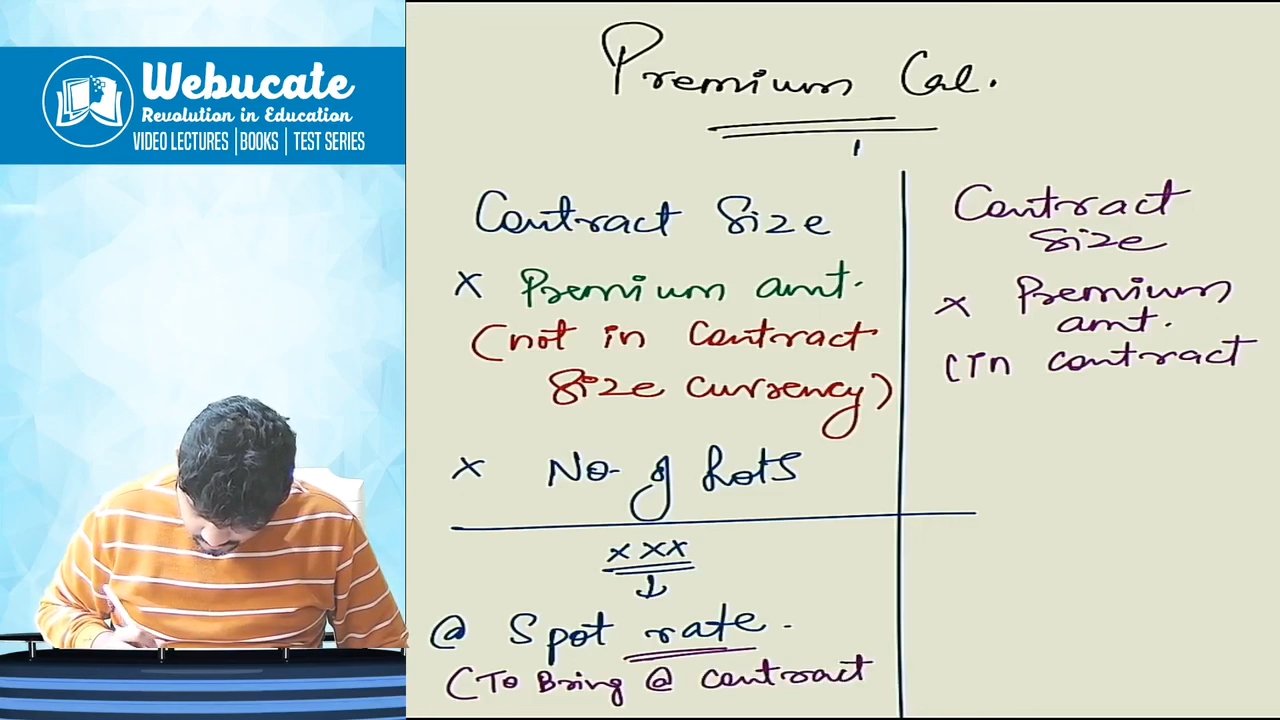 Webucate
Revolution in Education
VIDEO LECTURES | BOOKS | TEST SERIES
Premium Cal.
Contract Size
x Premium amt.
(not in contract
Size currency)
x No. of Lots
xxx
@ Spot rate.
(To Bring @ contract
Contract
Size
x Premium
amt.
(In contract